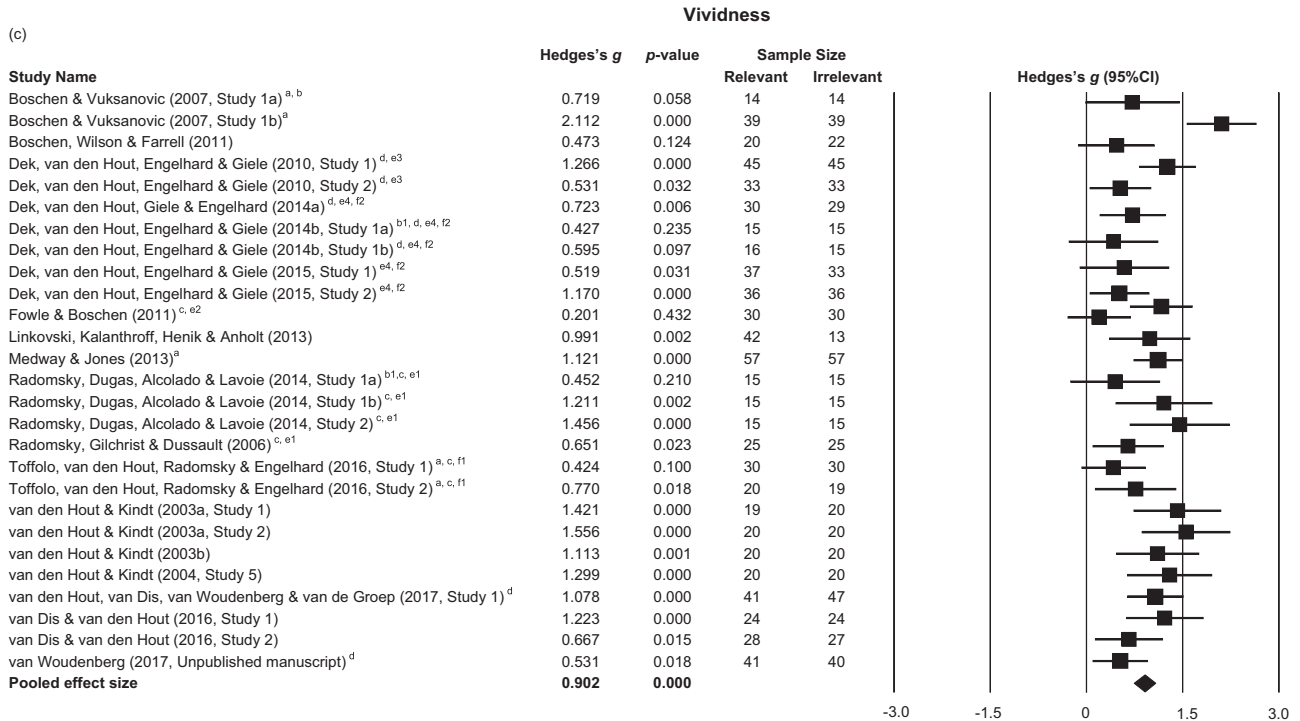 Vividness
(c)
Hedges's g p-value Sample Size
Study Name Relevant Irrelevant Hedges's g (95%CI)
Boschen & Vuksanovic (2007, Study 1a) a, b 0.719 0.058 14 14
Boschen & Vuksanovic (2007, Study 1b) a 2.112 0.000 39 39
Boschen, Wilson & Farrell (2011) 0.473 0.124 20 22
Dek, van den Hout, Engelhard & Giele (2010, Study 1) d, e3 1.266 0.000 45 45
Dek, van den Hout, Engelhard & Giele (2010, Study 2) d, e3 0.531 0.032 33 33
Dek, van den Hout, Giele & Engelhard (2014a) d, e4, f2 0.723 0.006 30 29
Dek, van den Hout, Engelhard & Giele (2014b, Study 1a) b1, d, e4, f2 0.427 0.235 15 15
Dek, van den Hout, Engelhard & Giele (2014b, Study 1b) d, e4, f2 0.595 0.097 16 15
Dek, van den Hout, Engelhard & Giele (2015, Study 1) e4, f2 0.519 0.031 37 33
Dek, van den Hout, Engelhard & Giele (2015, Study 2) e4, f2 1.170 0.000 36 36
Fowle & Boschen (2011) c, e2 0.201 0.432 30 30
Linkovski, Kalanthroff, Henik & Anholt (2013) 0.991 0.002 42 13
Medway & Jones (2013) a 1.121 0.000 57 57
Radomsky, Dugas, Alcolado & Lavoie (2014, Study 1a) b1,c, e1 0.452 0.210 15 15
Radomsky, Dugas, Alcolado & Lavoie (2014, Study 1b) c, e1 1.211 0.002 15 15
Radomsky, Dugas, Alcolado & Lavoie (2014, Study 2) c, e1 1.456 0.000 15 15
Radomsky, Gilchrist & Dussault (2006) c, e1 0.651 0.023 25 25
Toffolo, van den Hout, Radomsky & Engelhard (2016, Study 1) a, c, f1 0.424 0.100 30 30
Toffolo, van den Hout, Radomsky & Engelhard (2016, Study 2) a, c, f1 0.770 0.018 20 19
van den Hout & Kindt (2003a, Study 1) 1.421 0.000 19 20
van den Hout & Kindt (2003a, Study 2) 1.556 0.000 20 20
van den Hout & Kindt (2003b) 1.113 0.001 20 20
van den Hout & Kindt (2004, Study 5) 1.299 0.000 20 20
van den Hout, van Dis, van Woudenberg & van de Groep (2017, Study 1) d 1.078 0.000 41 47
van Dis & van den Hout (2016, Study 1) 1.223 0.000 24 24
van Dis & van den Hout (2016, Study 2) 0.667 0.015 28 27
van Woudenberg (2017, Unpublished manuscript) d 0.531 0.018 41 40
Pooled effect size 0.902 0.000
-3.0 -1.5 0 1.5 3.0